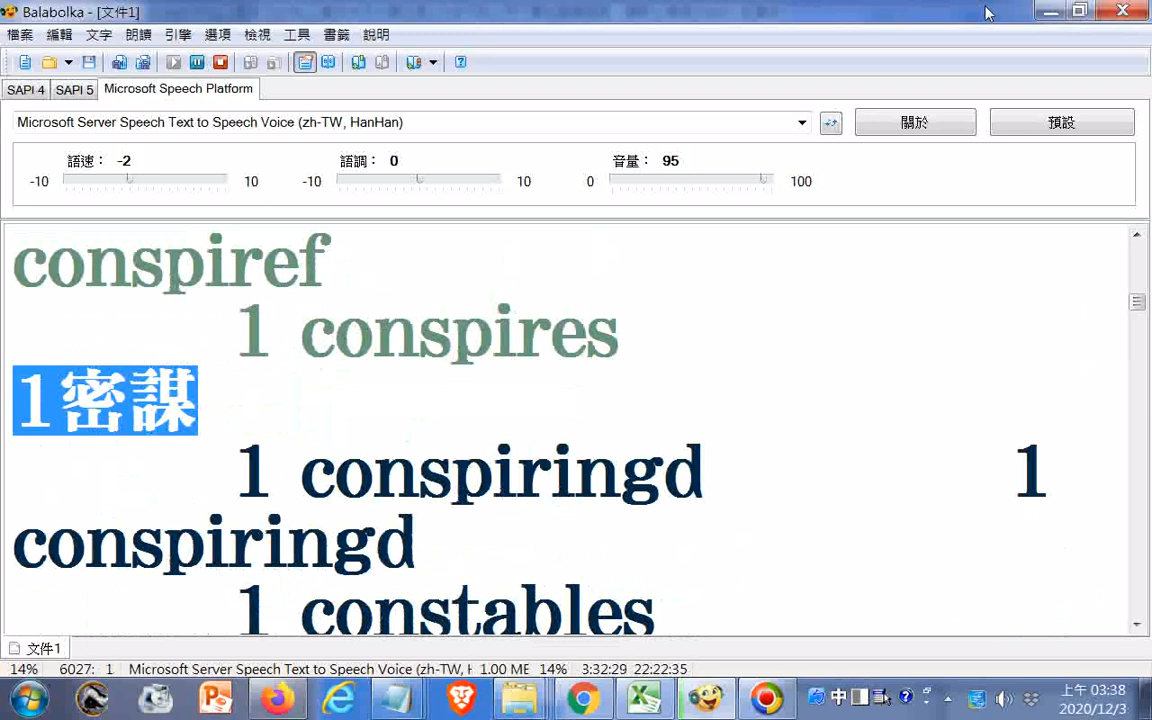 Balabolka - [文件1]
檔案 編輯 文字 朗讀 引擎 選項 檢視 工具 書籤 說明
SAPI 4 SAPI 5 Microsoft Speech Platform
Microsoft Server Speech Text to Speech Voice (zh-TW, HanHan) 關於 預設
語速： -2 語調： 0 音量： 95
-10 10 -10 10 0 100
conspiref
1 conspires
1密謀
1 conspiringd 1
conspiringd
1 constables
文件1
14% 6027: 1 Microsoft Server Speech Text to Speech Voice (zh-TW, 1.00 ME 14% 3:32:29 22:22:35
中 上午 03:38
2020/12/3